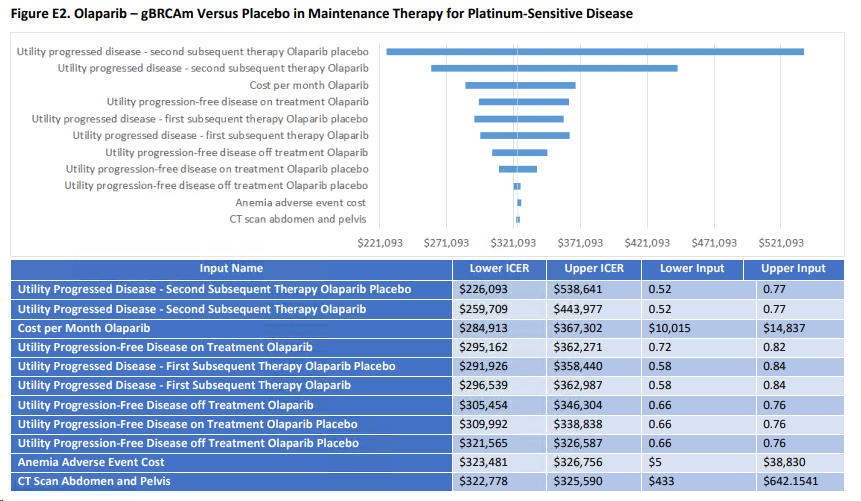 Figure E2. Olaparib – gBRCAm Versus Placebo in Maintenance Therapy for Platinum-Sensitive Disease
Utility progressed disease - second subsequent therapy Olaparib placebo
Utility progressed disease - second subsequent therapy Olaparib
Cost per month Olaparib
Utility progression-free disease on treatment Olaparib
Utility progressed disease - first subsequent therapy Olaparib placebo
Utility progressed disease - first subsequent therapy Olaparib
Utility progression-free disease off treatment Olaparib
Utility progression-free disease on treatment Olaparib placebo
Utility progression-free disease off treatment Olaparib placebo
Anemia adverse event cost
CT scan abdomen and pelvis
$221,093 $271,093 $321,093 $371,093 $421,093 $471,093 $521,093
Input Name Lower ICER Upper ICER Lower Input Upper Input
Utility Progressed Disease - Second Subsequent Therapy Olaparib Placebo $226,093 $538,641 0.52 0.77
Utility Progressed Disease - Second Subsequent Therapy Olaparib $259,709 $443,977 0.52 0.77
Cost per Month Olaparib $284,913 $367,302 $10,015 $14,837
Utility Progression-Free Disease on Treatment Olaparib $295,162 $362,271 0.72 0.82
Utility Progressed Disease - First Subsequent Therapy Olaparib Placebo $291,926 $358,440 0.58 0.84
Utility Progressed Disease - First Subsequent Therapy Olaparib $296,539 $362,987 0.58 0.84
Utility Progression-Free Disease off Treatment Olaparib $305,454 $346,304 0.66 0.76
Utility Progression-Free Disease on Treatment Olaparib Placebo $309,992 $338,838 0.66 0.76
Utility Progression-Free Disease off Treatment Olaparib Placebo $321,565 $326,587 0.66 0.76
Anemia Adverse Event Cost $323,481 $326,756 $5 $38,830
CT Scan Abdomen and Pelvis $322,778 $325,590 $433 $642.1541